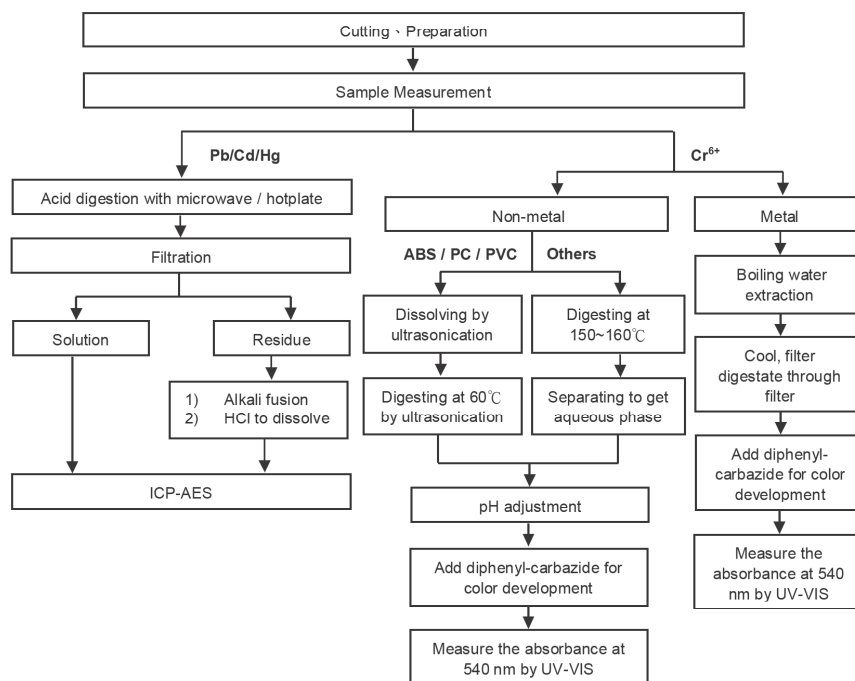 Cutting、Preparation
Sample Measurement
Pb/Cd/Hg
Cr⁶⁺
Acid digestion with microwave / hotplate
Non-metal
Metal
Filtration
ABS / PC / PVC
Others
Boiling water
extraction
Solution
Residue
Dissolving by
ultrasonication
Digesting at
150~160℃
1) Alkali fusion
2) HCl to dissolve
Digesting at 60℃
by ultrasonication
Separating to get
aqueous phase
Cool, filter
digestate through
filter
ICP-AES
pH adjustment
Add diphenyl-
carbazide for color
development
Add diphenyl-carbazide for
color development
Measure the
absorbance at 540
nm by UV-VIS
Measure the absorbance at
540 nm by UV-VIS